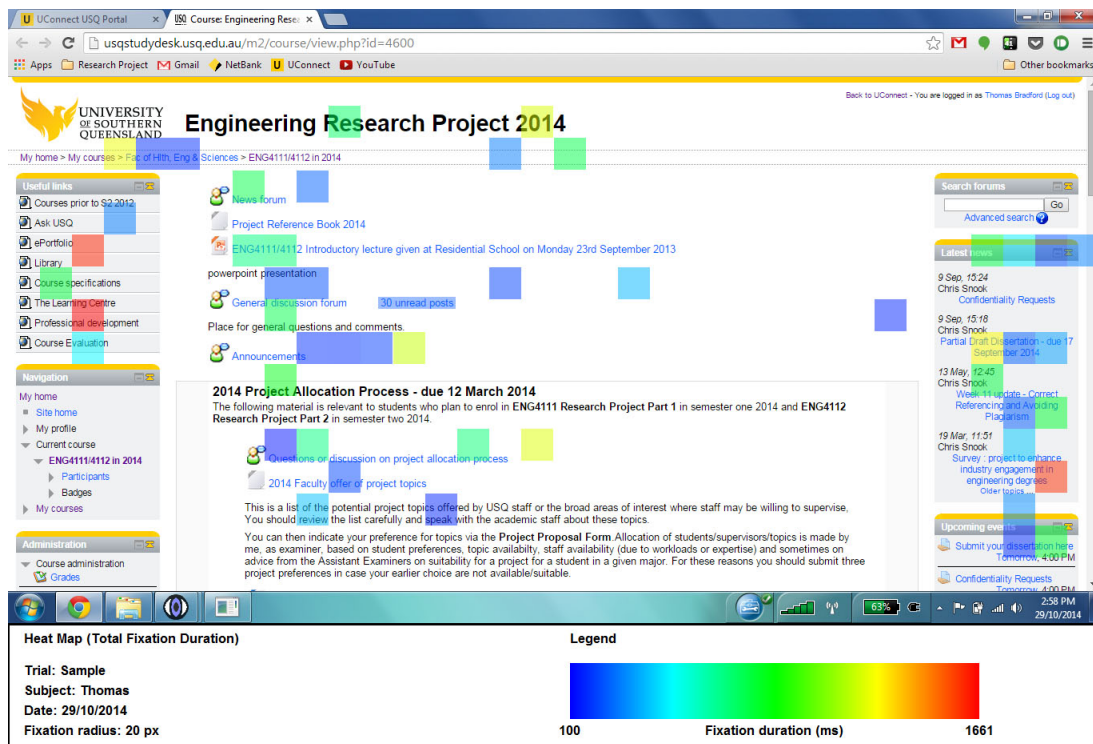 UConnect USQ Portal
USQ Course: Engineering Resea
usqstudydesk.usq.edu.au/m2/course/view.php?id=4600
Apps Research Project Gmail NetBank UConnect YouTube Other bookmarks
UNIVERSITY
OF SOUTHERN
QUEENSLAND
Engineering Research Project 2014
Back to UConnect - You are logged in as Thomas Bradford (Log out)
My home > My courses > Fac of Hlth, Eng & Sciences > ENG4111/4112 in 2014
Useful links
Courses prior to S2 2012
Ask USQ
ePortfolio
Library
Course specifications
The Learning Centre
Professional development
Course Evaluation
Navigation
My home
Site home
My profile
Current course
ENG4111/4112 in 2014
Participants
Badges
My courses
Administration
Course administration
Grades
News forum
Project Reference Book 2014
ENG4111/4112 Introductory lecture given at Residential School on Monday 23rd September 2013
powerpoint presentation
General discussion forum 30 unread posts
Place for general questions and comments.
Announcements
2014 Project Allocation Process - due 12 March 2014
The following material is relevant to students who plan to enrol in ENG4111 Research Project Part 1 in semester one 2014 and ENG4112
Research Project Part 2 in semester two 2014.
Questions or discussion on project allocation process
2014 Faculty offer of project topics
This is a list of the potential project topics offered by USQ staff or the broad areas of interest where staff may be willing to supervise,
You should review the list carefully and speak with the academic staff about these topics.
You can then indicate your preference for topics via the Project Proposal Form.Allocation of students/supervisors/topics is made by
me, as examiner, based on student preferences, topic availabilty, staff availability (due to workloads or expertise) and sometimes on
advice from the Assistant Examiners on suitability for a project for a student in a given major. For these reasons you should submit three
project preferences in case your earlier choice are not available/suitable.
Search forums
Go
Advanced search
Latest news
9 Sep, 15:24
Chris Snook
Confidentiality Requests
9 Sep, 15:18
Chris Snook
Partial Draft Dissertation - due 17
September 2014
13 May, 12:45
Chris Snook
Week 11 update - Correct
Referencing and Avoiding
Plagiarism
19 Mar, 11:51
Chris Snook
Survey : project to enhance
industry engagement in
engineering degrees
Older topics ...
Upcoming events
Submit your dissertation here
Tomorrow, 4:00 PM
Confidentiality Requests
Tomorrow, 4:00 PM
63%
2:58 PM
29/10/2014
Heat Map (Total Fixation Duration)
Trial: Sample
Subject: Thomas
Date: 29/10/2014
Fixation radius: 20 px
Legend
100 Fixation duration (ms) 1661